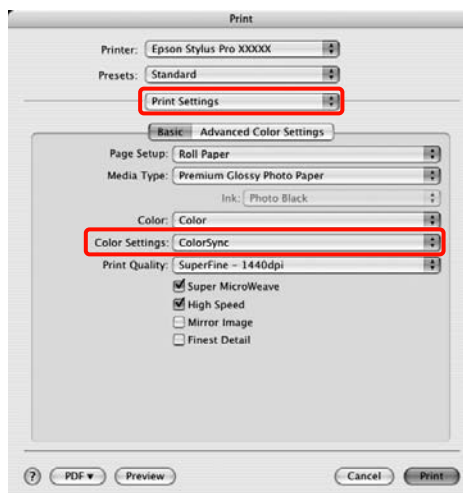 Print
Printer: Epson Stylus Pro XXXXX
Presets: Standard
Print Settings
Basic Advanced Color Settings
Page Setup: Roll Paper
Media Type: Premium Glossy Photo Paper
Ink: Photo Black
Color: Color
Color Settings: ColorSync
Print Quality: SuperFine – 1440dpi
Super MicroWeave
High Speed
Mirror Image
Finest Detail
? PDF Preview Cancel Print